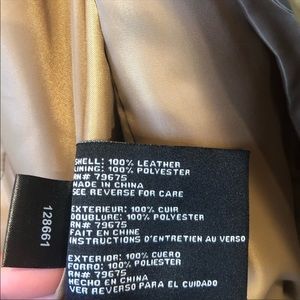 SHELL: 100% LEATHER
LINING: 100% POLYESTER
RN# 79675
MADE IN CHINA
SEE REVERSE FOR CARE
EXTERIEUR: 100% CUIR
DOUBLURE: 100% POLYESTER
RN# 79675
FAIT EN CHINE
INSTRUCTIONS D'ENTRETIEN AU VERSO
EXTERIOR: 100% CUERO
FORRO: 100% POLYESTER
RN# 79675
HECHO EN CHINA
VER REVERSO PARA EL CUIDADO
128661